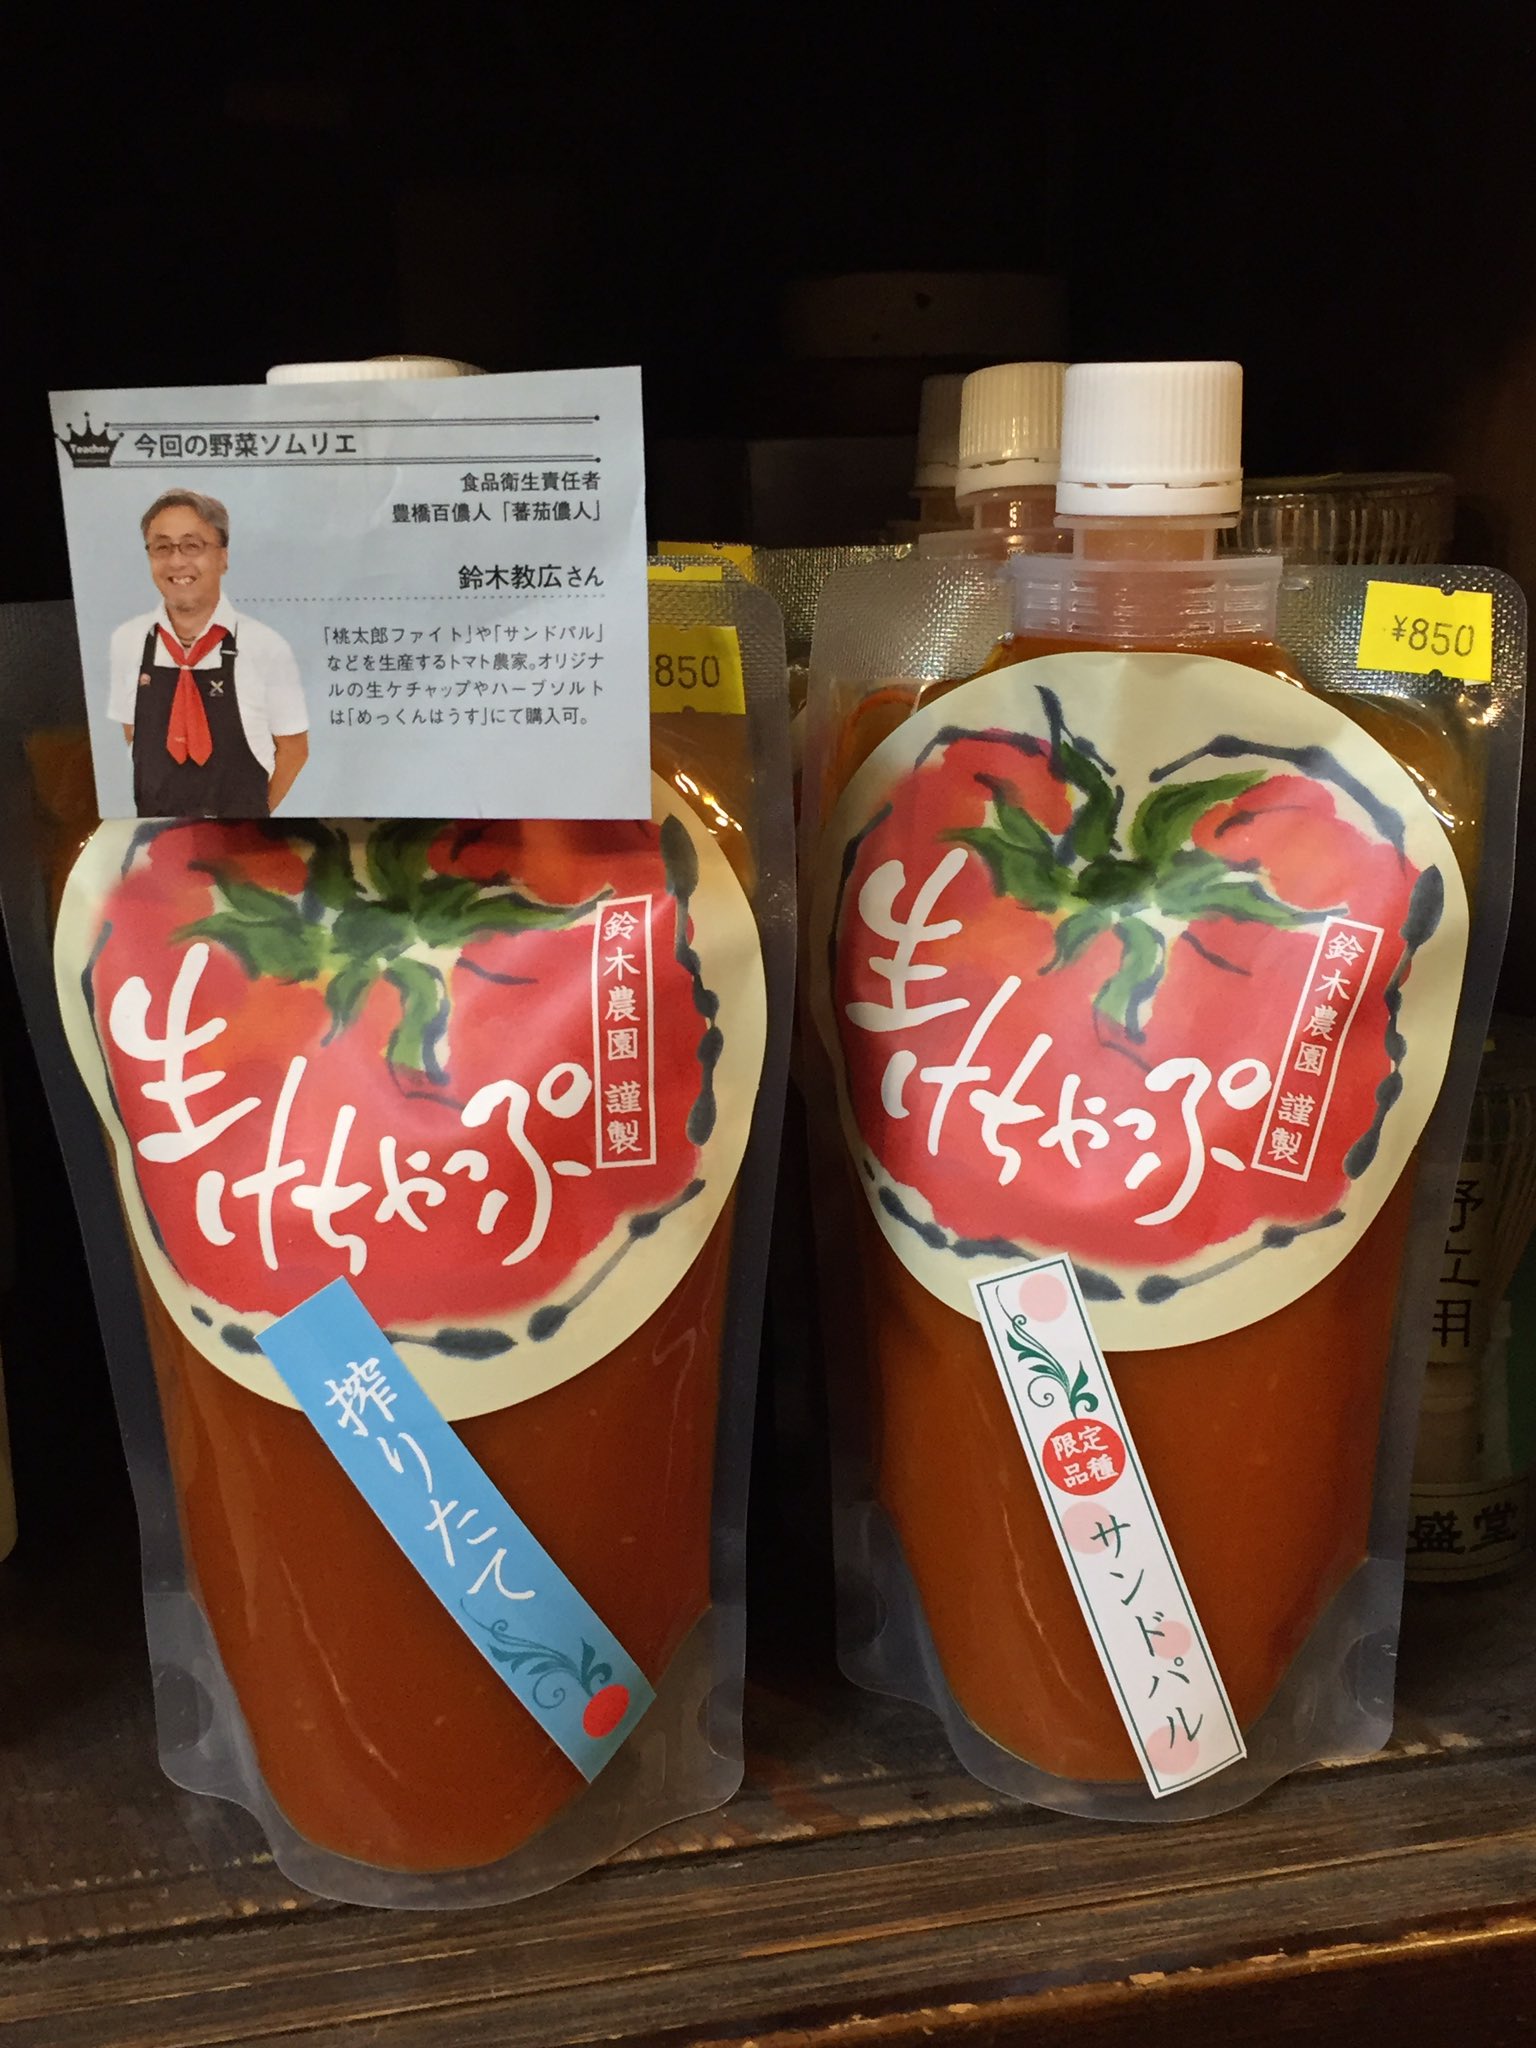 Teacher
今回の野菜ソムリエ
食品衛生責任者
豊橋百儂人「蕃茄儂人」
鈴木教広さん
「桃太郎ファイト」や「サンドパル」
などを生産するトマト農家。オリジナ
ルの生ケチャップやハーブソルト
は「めっくんはうす」にて購入可。
850
¥850
生けちゃっぷ
鈴木農園 謹製
搾りたて
生けちゃっぷ
鈴木農園 謹製
限定
品種
サンドパル
盛堂